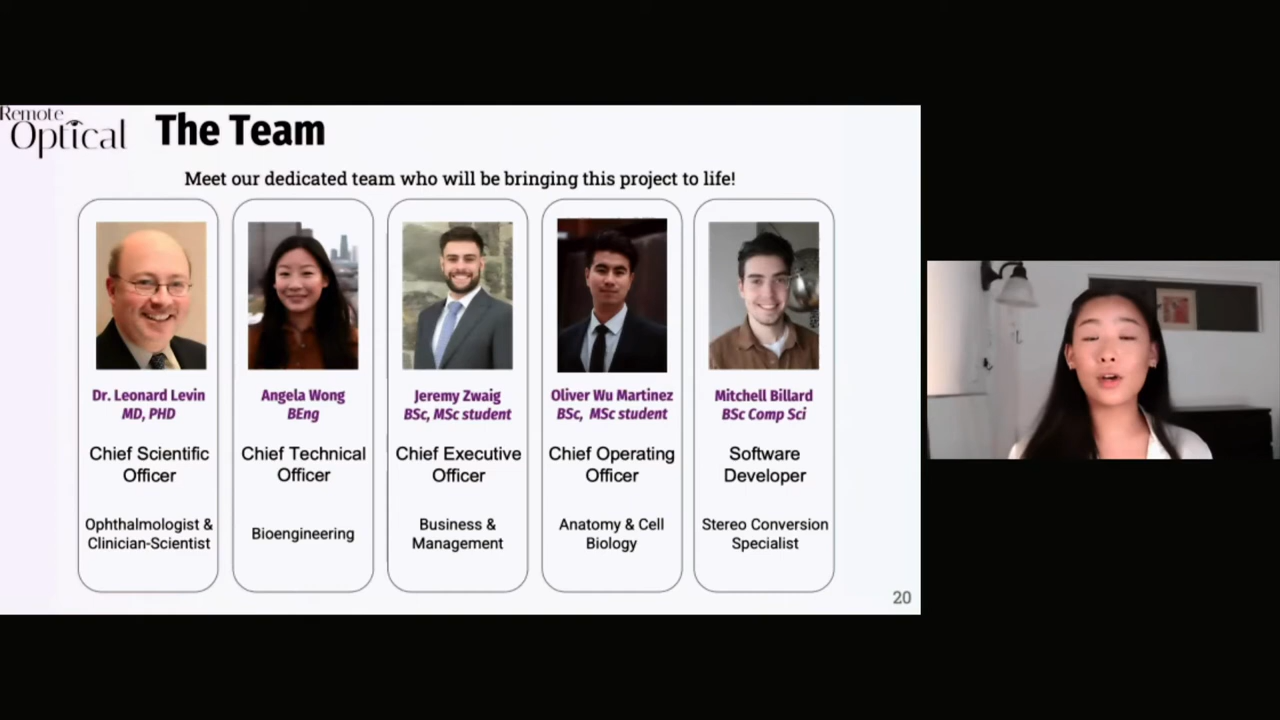 Remote
Optical
The Team
Meet our dedicated team who will be bringing this project to life!
Dr. Leonard Levin
MD, PHD
Chief Scientific
Officer
Ophthalmologist &
Clinician-Scientist
Angela Wong
BEng
Chief Technical
Officer
Bioengineering
Jeremy Zwaig
BSc, MSc student
Chief Executive
Officer
Business &
Management
Oliver Wu Martinez
BSc, MSc student
Chief Operating
Officer
Anatomy & Cell
Biology
Mitchell Billard
BSc Comp Sci
Software
Developer
Stereo Conversion
Specialist
20